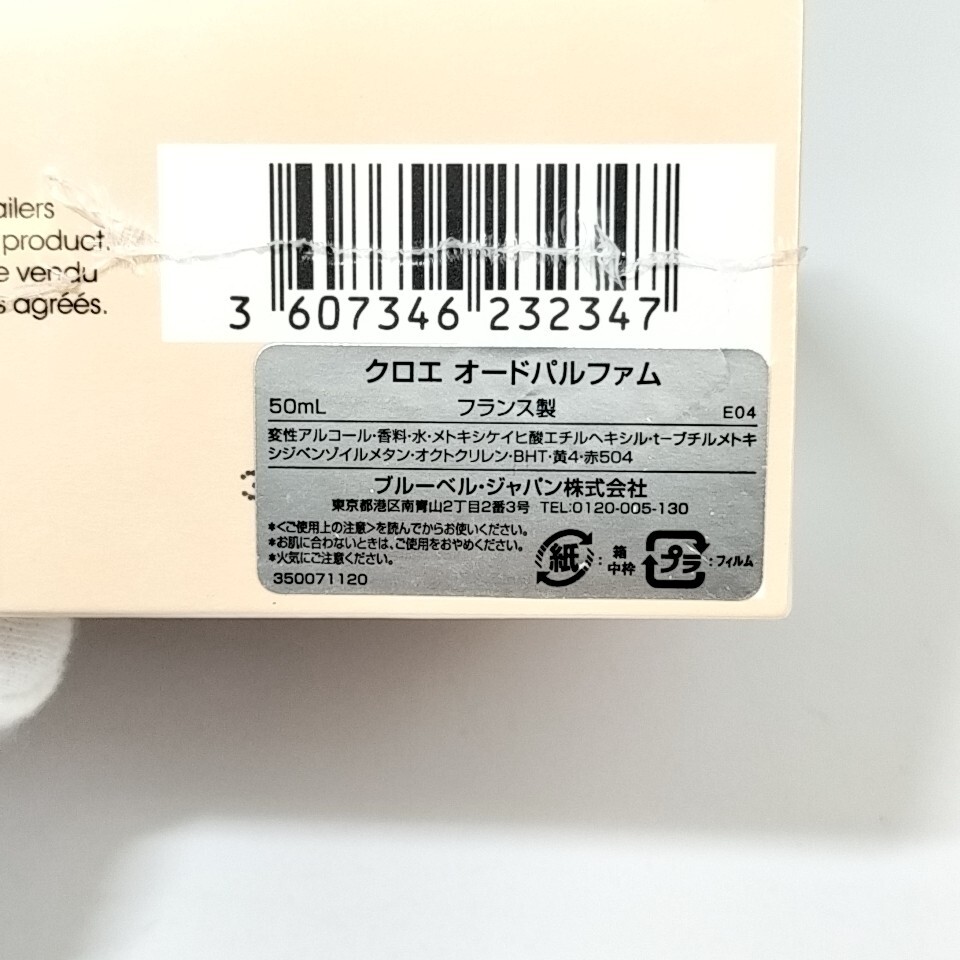 ailers
product.
e vendu
s agréés.
3 607346 232347
クロエ オードパルファム
50mL フランス製 E04
変性アルコール・香料・水・メトキシケイヒ酸エチルヘキシル・t-ブチルメトキ
シジベンゾイルメタン・オクトクリレン・BHT・黄4・赤504
ブルーベル・ジャパン株式会社
東京都港区南青山2丁目2番3号 TEL:0120-005-130
*<ご使用上の注意>を読んでからお使いください。
*お肌に合わないときは、ご使用をおやめください。
*火気にご注意ください。
350071120
紙 : 箱 中枠 プラ : フィルム